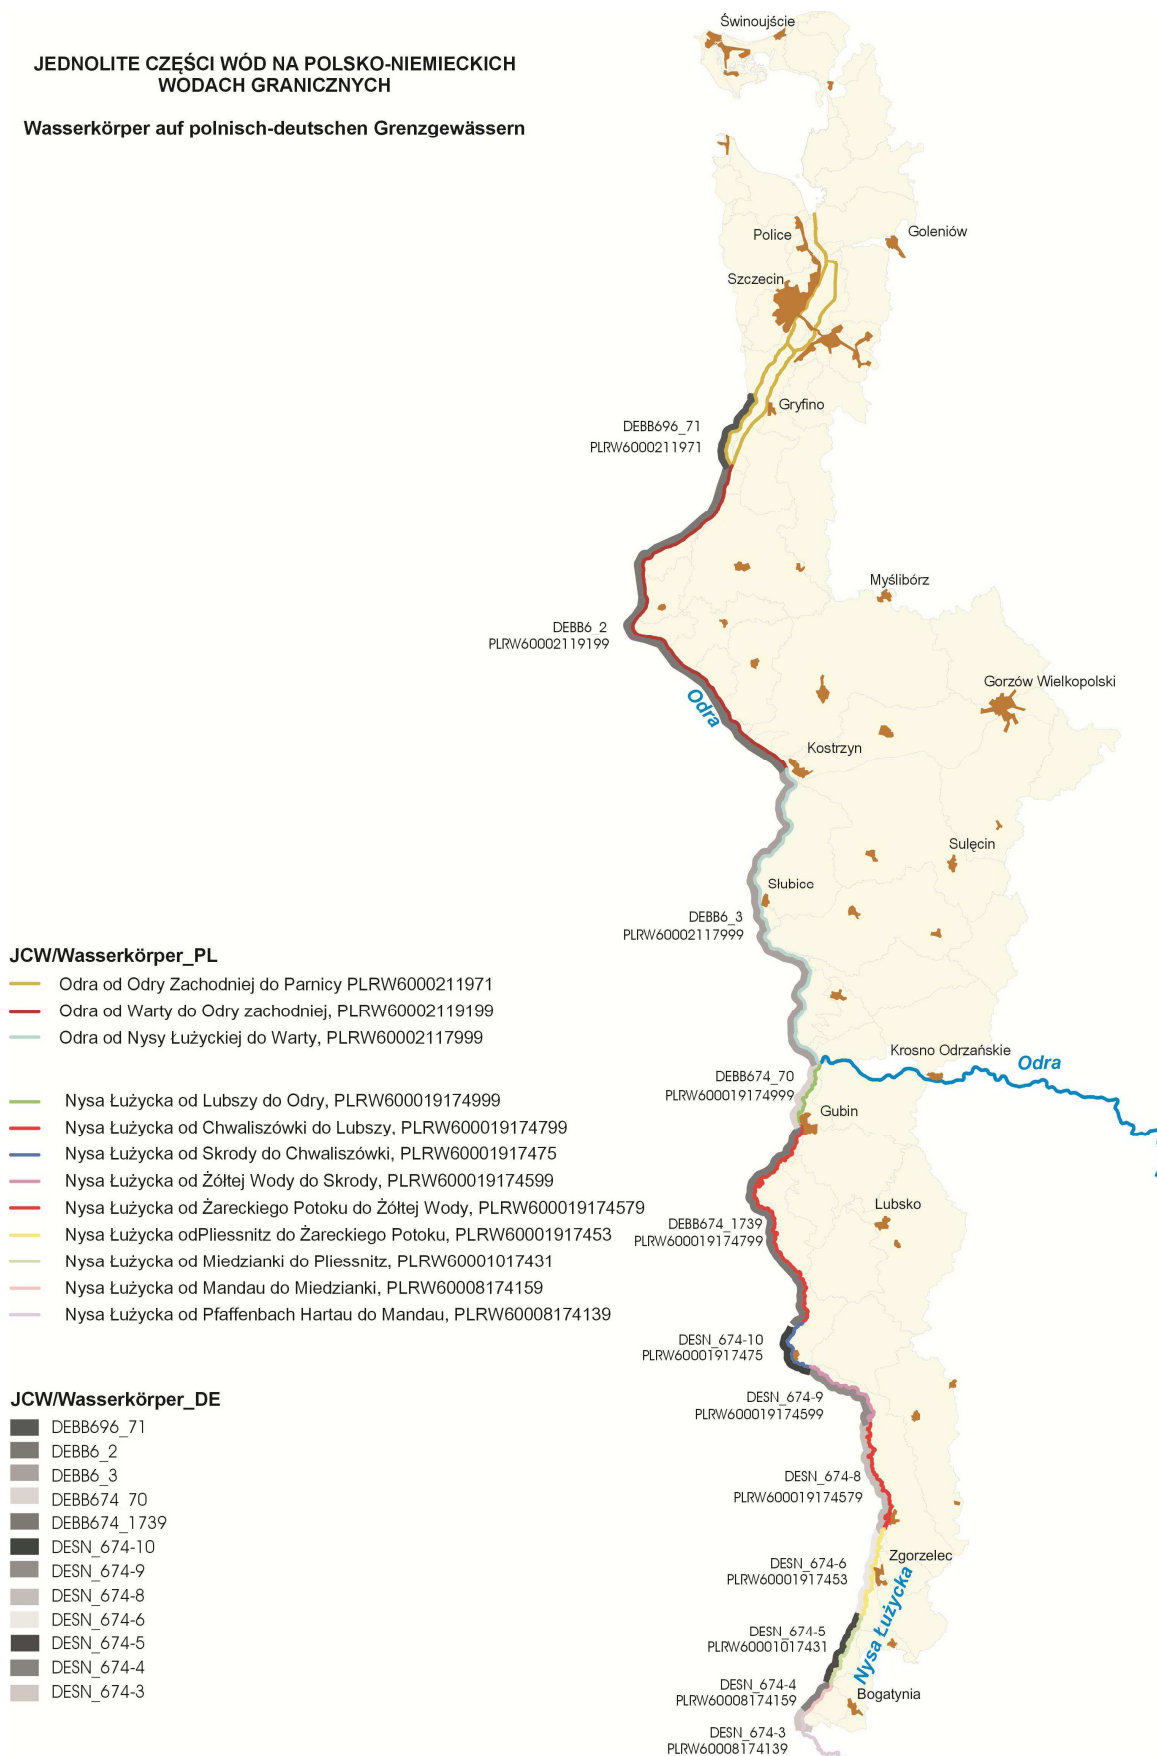 JEDNOLITE CZĘŚCI WÓD NA POLSKO-NIEMIECKICH
WODACH GRANICZNYCH
Wasserkörper auf polnisch-deutschen Grenzgewässern
Świnoujście
Police
Goleniów
Szczecin
Gryfino
DEBB696_71
PLRW6000211971
Myślibórz
DEBB6_2
PLRW60002119199
Gorzów Wielkopolski
Odra
Kostrzyn
Sulęcin
Słubice
DEBB6_3
PLRW60002117999
Krosno Odrzańskie
Odra
DEBB674_70
PLRW600019174999
Gubin
Lubsko
DEBB674_1739
PLRW600019174799
DESN_674-10
PLRW60001917475
DESN_674-9
PLRW600019174599
DESN_674-8
PLRW600019174579
Zgorzelec
DESN_674-6
PLRW60001917453
Nysa Łużycka
DESN_674-5
PLRW60001017431
DESN_674-4
PLRW60008174159
Bogatynia
DESN_674-3
PLRW60008174139
JCW/Wasserkörper_PL
Odra od Odry Zachodniej do Parnicy PLRW6000211971
Odra od Warty do Odry zachodniej, PLRW60002119199
Odra od Nysy Łużyckiej do Warty, PLRW60002117999
Nysa Łużycka od Lubszy do Odry, PLRW600019174999
Nysa Łużycka od Chwaliszówki do Lubszy, PLRW600019174799
Nysa Łużycka od Skrody do Chwaliszówki, PLRW60001917475
Nysa Łużycka od Żółtej Wody do Skrody, PLRW600019174599
Nysa Łużycka od Żareckiego Potoku do Żółtej Wody, PLRW600019174579
Nysa Łużycka odPliessnitz do Żareckiego Potoku, PLRW60001917453
Nysa Łużycka od Miedzianki do Pliessnitz, PLRW60001017431
Nysa Łużycka od Mandau do Miedzianki, PLRW60008174159
Nysa Łużycka od Pfaffenbach Hartau do Mandau, PLRW60008174139
JCW/Wasserkörper_DE
DEBB696_71
DEBB6_2
DEBB6_3
DEBB674_70
DEBB674_1739
DESN_674-10
DESN_674-9
DESN_674-8
DESN_674-6
DESN_674-5
DESN_674-4
DESN_674-3